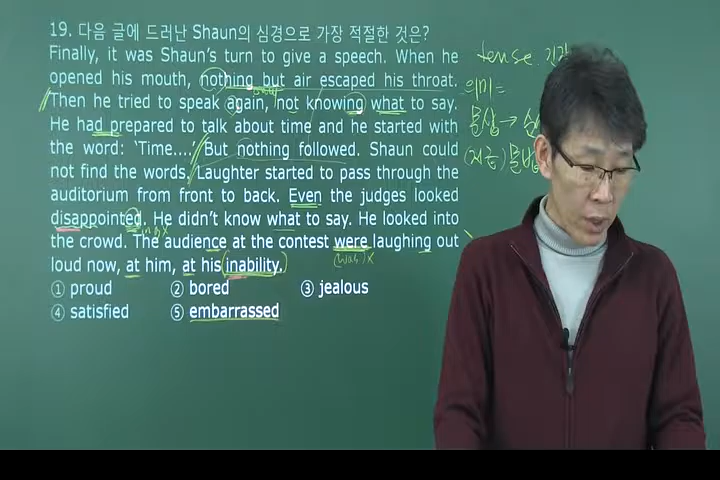 19. 다음 글에 드러난 Shaun의 심경으로 가장 적절한 것은?
Finally, it was Shaun's turn to give a speech. When he
opened his mouth, nothing but air escaped his throat.
Then he tried to speak again, not knowing what to say.
He had prepared to talk about time and he started with
the word: 'Time....' But nothing followed. Shaun could
not find the words. Laughter started to pass through the
auditorium from front to back. Even the judges looked
disappointed. He didn't know what to say. He looked into
ing X
the crowd. The audience at the contest were laughing out
(was) X
loud now, at him, at his inability.
① proud ② bored ③ jealous
④ satisfied ⑤ embarrassed
tense.
의미=